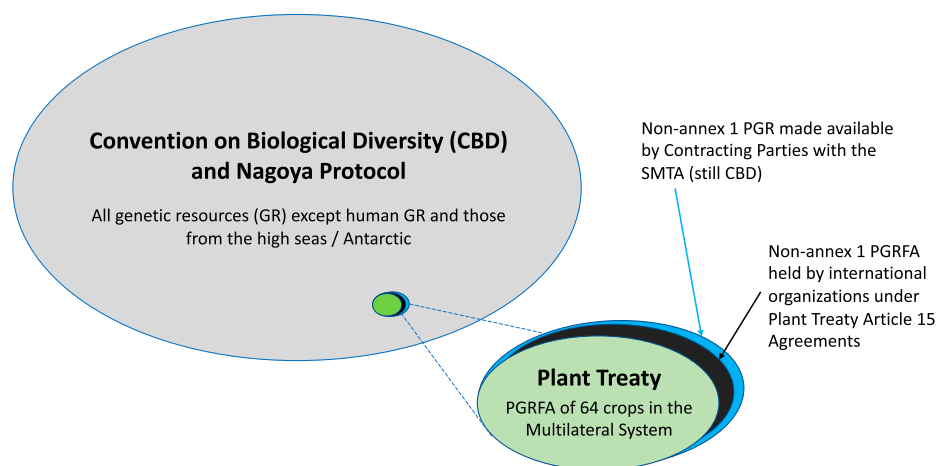 Convention on Biological Diversity (CBD)
and Nagoya Protocol
All genetic resources (GR) except human GR and those
from the high seas / Antarctic
Non-annex 1 PGR made available
by Contracting Parties with the
SMTA (still CBD)
Non-annex 1 PGRFA
held by international
organizations under
Plant Treaty Article 15
Agreements
Plant Treaty
PGRFA of 64 crops in the
Multilateral System